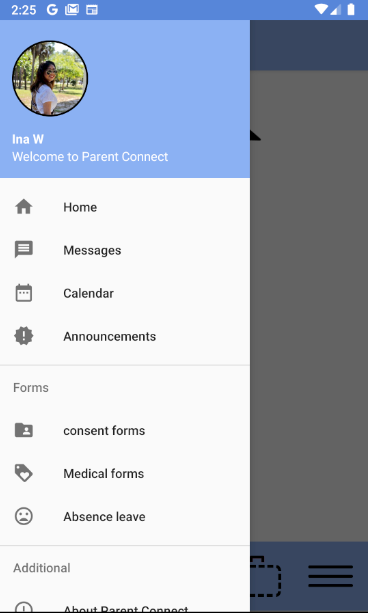 2:25
Ina W
Welcome to Parent Connect
Home
Messages
Calendar
Announcements
Forms
consent forms
Medical forms
Absence leave
Additional
About Parent Connect